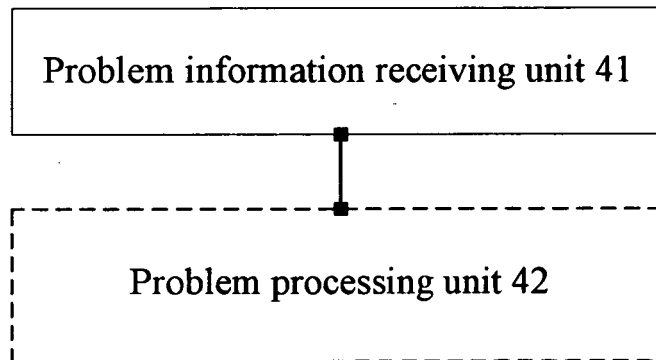 Problem information receiving unit 41
Problem processing unit 42